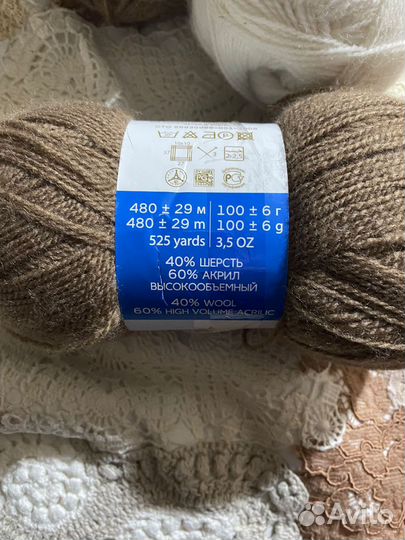 480 ± 29 м 100 ± 6 г
480 ± 29 m 100 ± 6 g
525 yards 3,5 OZ
40% ШЕРСТЬ
60% АКРИЛ
ВЫСОКООБЪЕМНЫЙ
40% WOOL
60% HIGH VOLUME ACRILIC
Avito